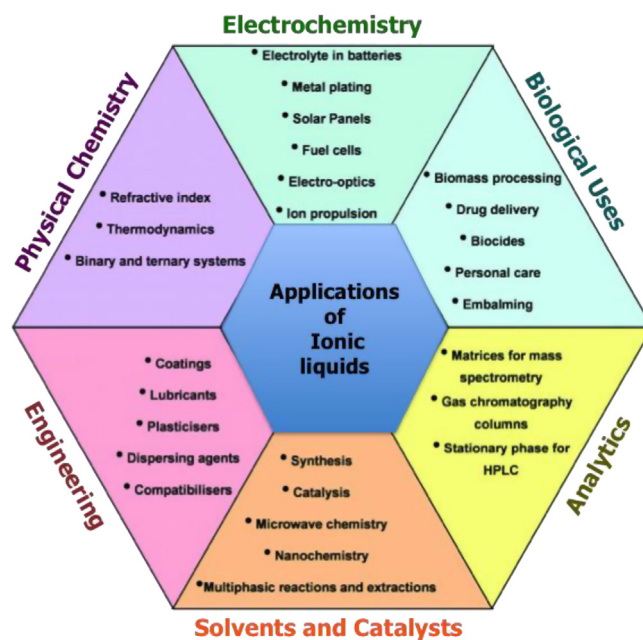 Electrochemistry
• Electrolyte in batteries
• Metal plating
• Solar Panels
• Fuel cells
• Electro-optics
• Ion propulsion
Biological Uses
• Biomass processing
• Drug delivery
• Biocides
• Personal care
• Embalming
Analytics
• Matrices for mass
spectrometry
• Gas chromatography
columns
• Stationary phase for
HPLC
Solvents and Catalysts
• Synthesis
• Catalysis
• Microwave chemistry
• Nanochemistry
• Multiphasic reactions and extractions
Engineering
• Coatings
• Lubricants
• Plasticisers
• Dispersing agents
• Compatibilisers
Physical Chemistry
• Refractive index
• Thermodynamics
• Binary and ternary systems
Applications
of
Ionic
liquids